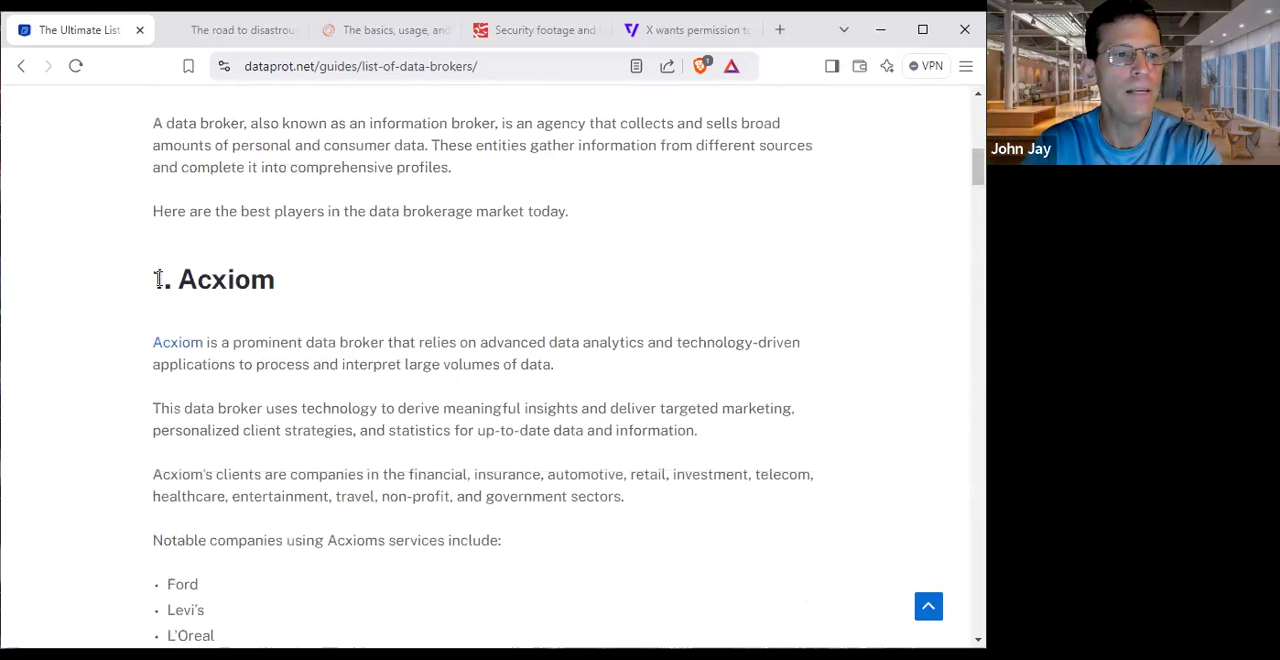 The Ultimate List
The road to disastrou
The basics, usage, and
Security footage and
X wants permission to
dataprot.net/guides/list-of-data-brokers/
1
VPN
John Jay
A data broker, also known as an information broker, is an agency that collects and sells broad
amounts of personal and consumer data. These entities gather information from different sources
and complete it into comprehensive profiles.
Here are the best players in the data brokerage market today.
1. Acxiom
Acxiom is a prominent data broker that relies on advanced data analytics and technology-driven
applications to process and interpret large volumes of data.
This data broker uses technology to derive meaningful insights and deliver targeted marketing,
personalized client strategies, and statistics for up-to-date data and information.
Acxiom's clients are companies in the financial, insurance, automotive, retail, investment, telecom,
healthcare, entertainment, travel, non-profit, and government sectors.
Notable companies using Acxioms services include:
• Ford
• Levi's
• L'Oreal